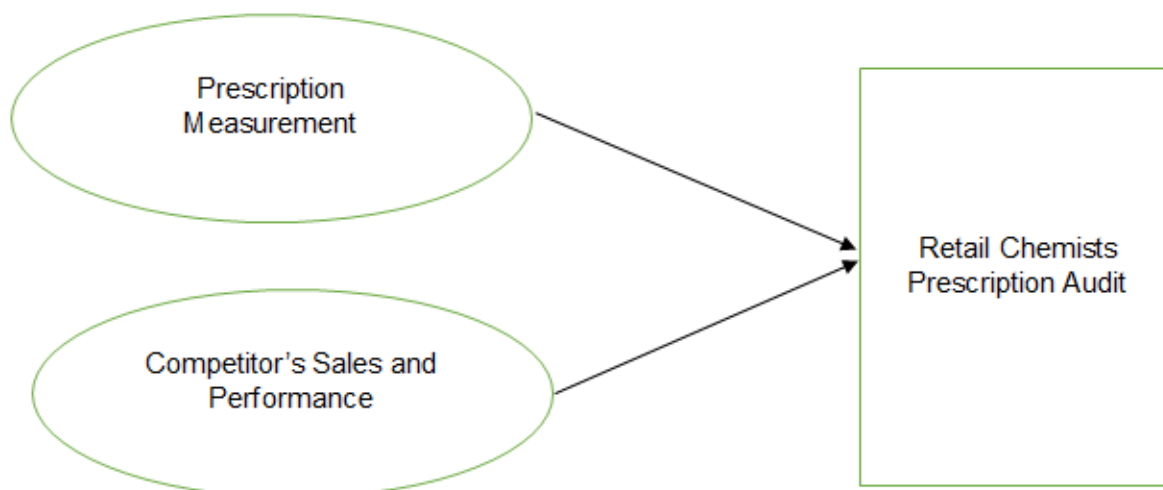 Prescription
Measurement
Competitor’s Sales and
Performance
Retail Chemists
Prescription Audit